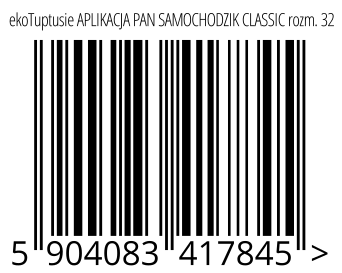 ekoTuptusie APLIKACJA PAN SAMOCHODZIK CLASSIC rozm. 32
5 904083 417845 >